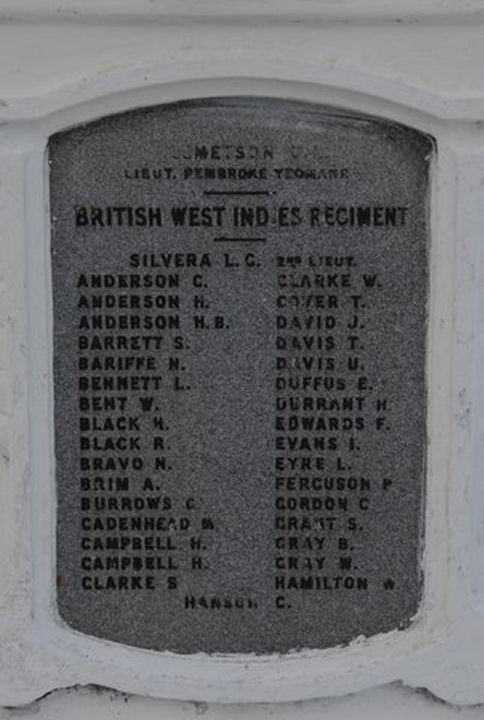 LIEUT. PEMBROKE YEOMANRY
BRITISH WEST INDIES REGIMENT
SILVERA L.G. 2ND LIEUT.
ANDERSON C.
ANDERSON H.
ANDERSON H.B.
BARRETT S.
BARIFFE N.
BENNETT L.
BENT W.
BLACK H.
BLACK R.
BRAVO N.
BRIM A.
BURROWS C
CADENHEAD
CAMPBELL H.
CAMPBELL H.
CLARKE S
CLARKE W.
T.
DAVID J.
DAVIS T.
DAVIS U.
DUFFUS E.
DURRANT H.
EDWARDS F.
EVANS I.
EYRE L.
FERGUSON P
GORDON C
GRANT S.
GRAY B.
GRAY W.
HAMILTON
HANSON C.